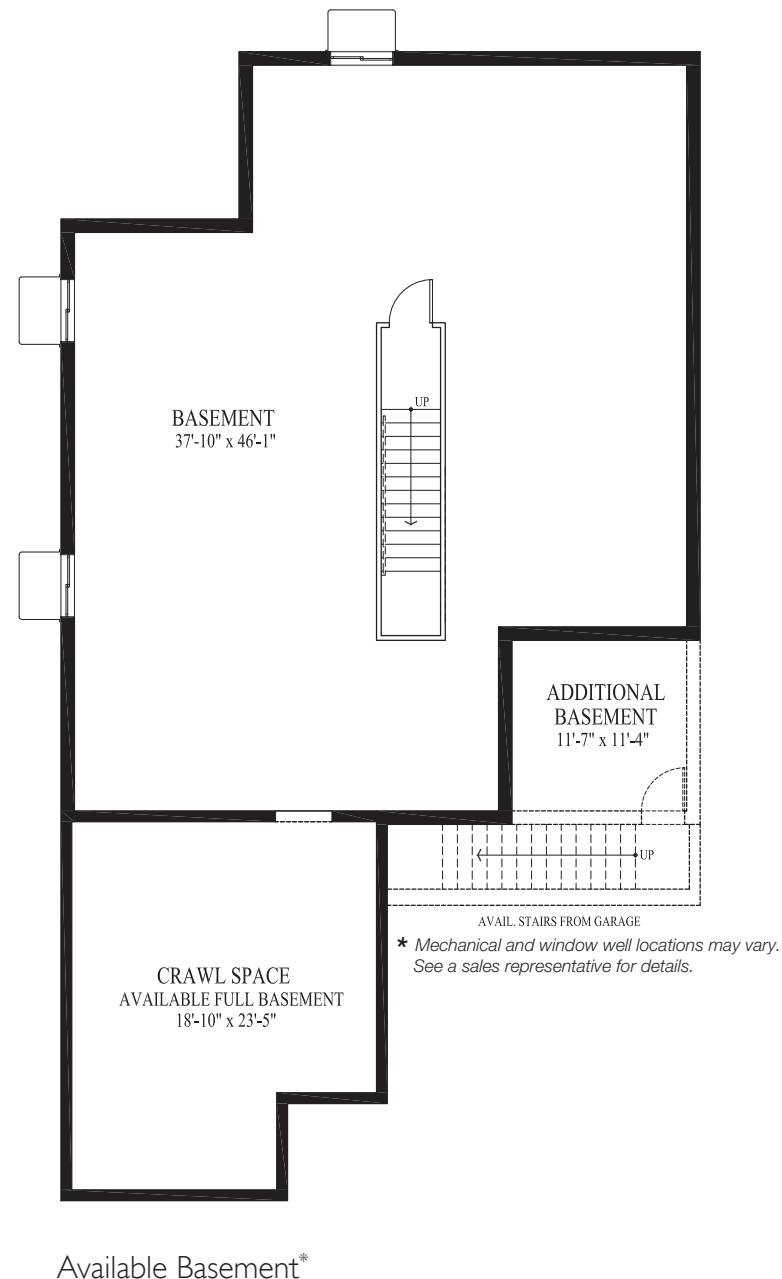 UP
BASEMENT
37'-10" x 46'-1"
ADDITIONAL
BASEMENT
11'-7" x 11'-4"
UP
AVAIL. STAIRS FROM GARAGE
* Mechanical and window well locations may vary.
See a sales representative for details.
CRAWL SPACE
AVAILABLE FULL BASEMENT
18'-10" x 23'-5"
Available Basement*